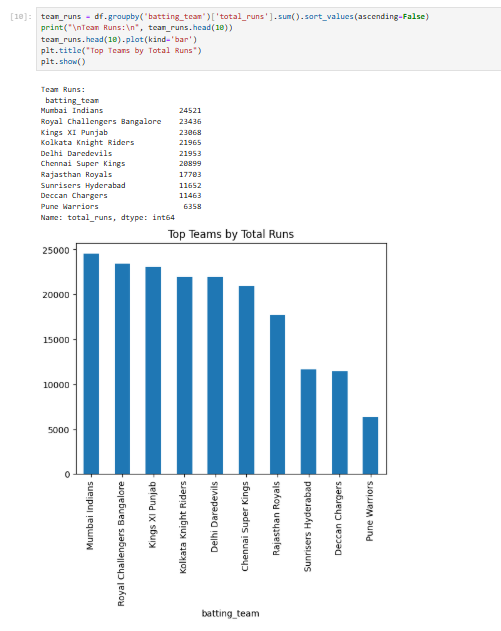 [10]: team_runs = df.groupby('batting_team')['total_runs'].sum().sort_values(ascending=False)
print("\nTeam Runs:\n", team_runs.head(10))
team_runs.head(10).plot(kind='bar')
plt.title("Top Teams by Total Runs")
plt.show()
Team Runs:
batting_team
Mumbai Indians 24521
Royal Challengers Bangalore 23436
Kings XI Punjab 23068
Kolkata Knight Riders 21965
Delhi Daredevils 21953
Chennai Super Kings 20899
Rajasthan Royals 17703
Sunrisers Hyderabad 11652
Deccan Chargers 11463
Pune Warriors 6358
Name: total_runs, dtype: int64
Top Teams by Total Runs
25000
20000
15000
10000
5000
0
Mumbai Indians
Royal Challengers Bangalore
Kings XI Punjab
Kolkata Knight Riders
Delhi Daredevils
Chennai Super Kings
Rajasthan Royals
Sunrisers Hyderabad
Deccan Chargers
Pune Warriors
batting_team